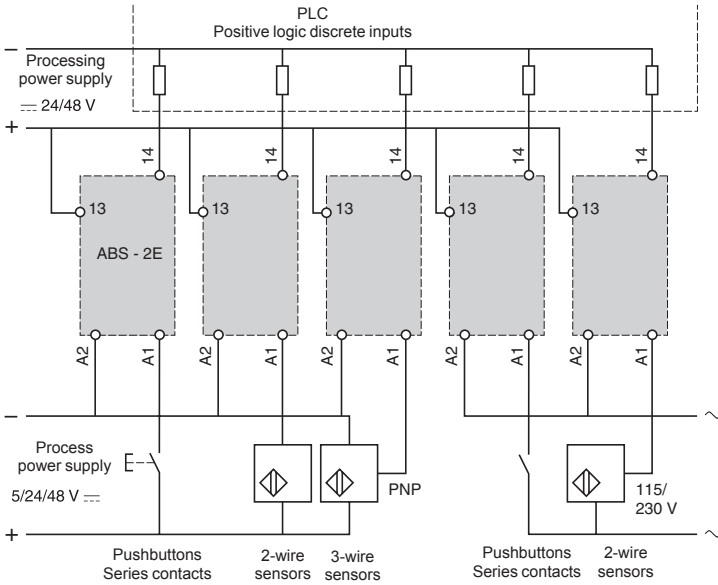 PLC
Positive logic discrete inputs
–
Processing
power supply
⎓ 24/48 V
+
14 14 14 14 14
13 13 13 13 13
ABS - 2E
A2 A1 A2 A1 A2 A1 A2 A1 A2 A1
– ~
Process
power supply
5/24/48 V ⎓
PNP
115/
230 V
+ ~
Pushbuttons
Series contacts
2-wire
sensors
3-wire
sensors
Pushbuttons
Series contacts
2-wire
sensors